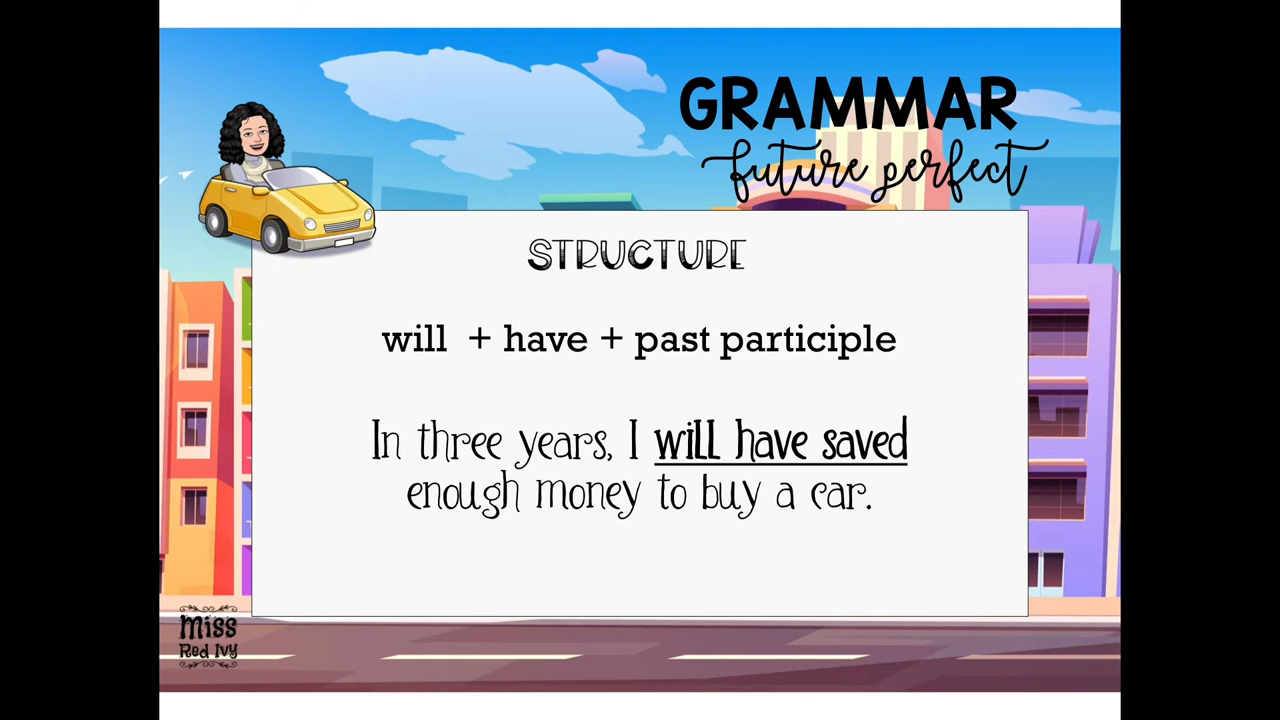 GRAMMAR
future perfect
STRUCTURE
will + have + past participle
In three years, I will have saved
enough money to buy a car.
Miss
Red Ivy